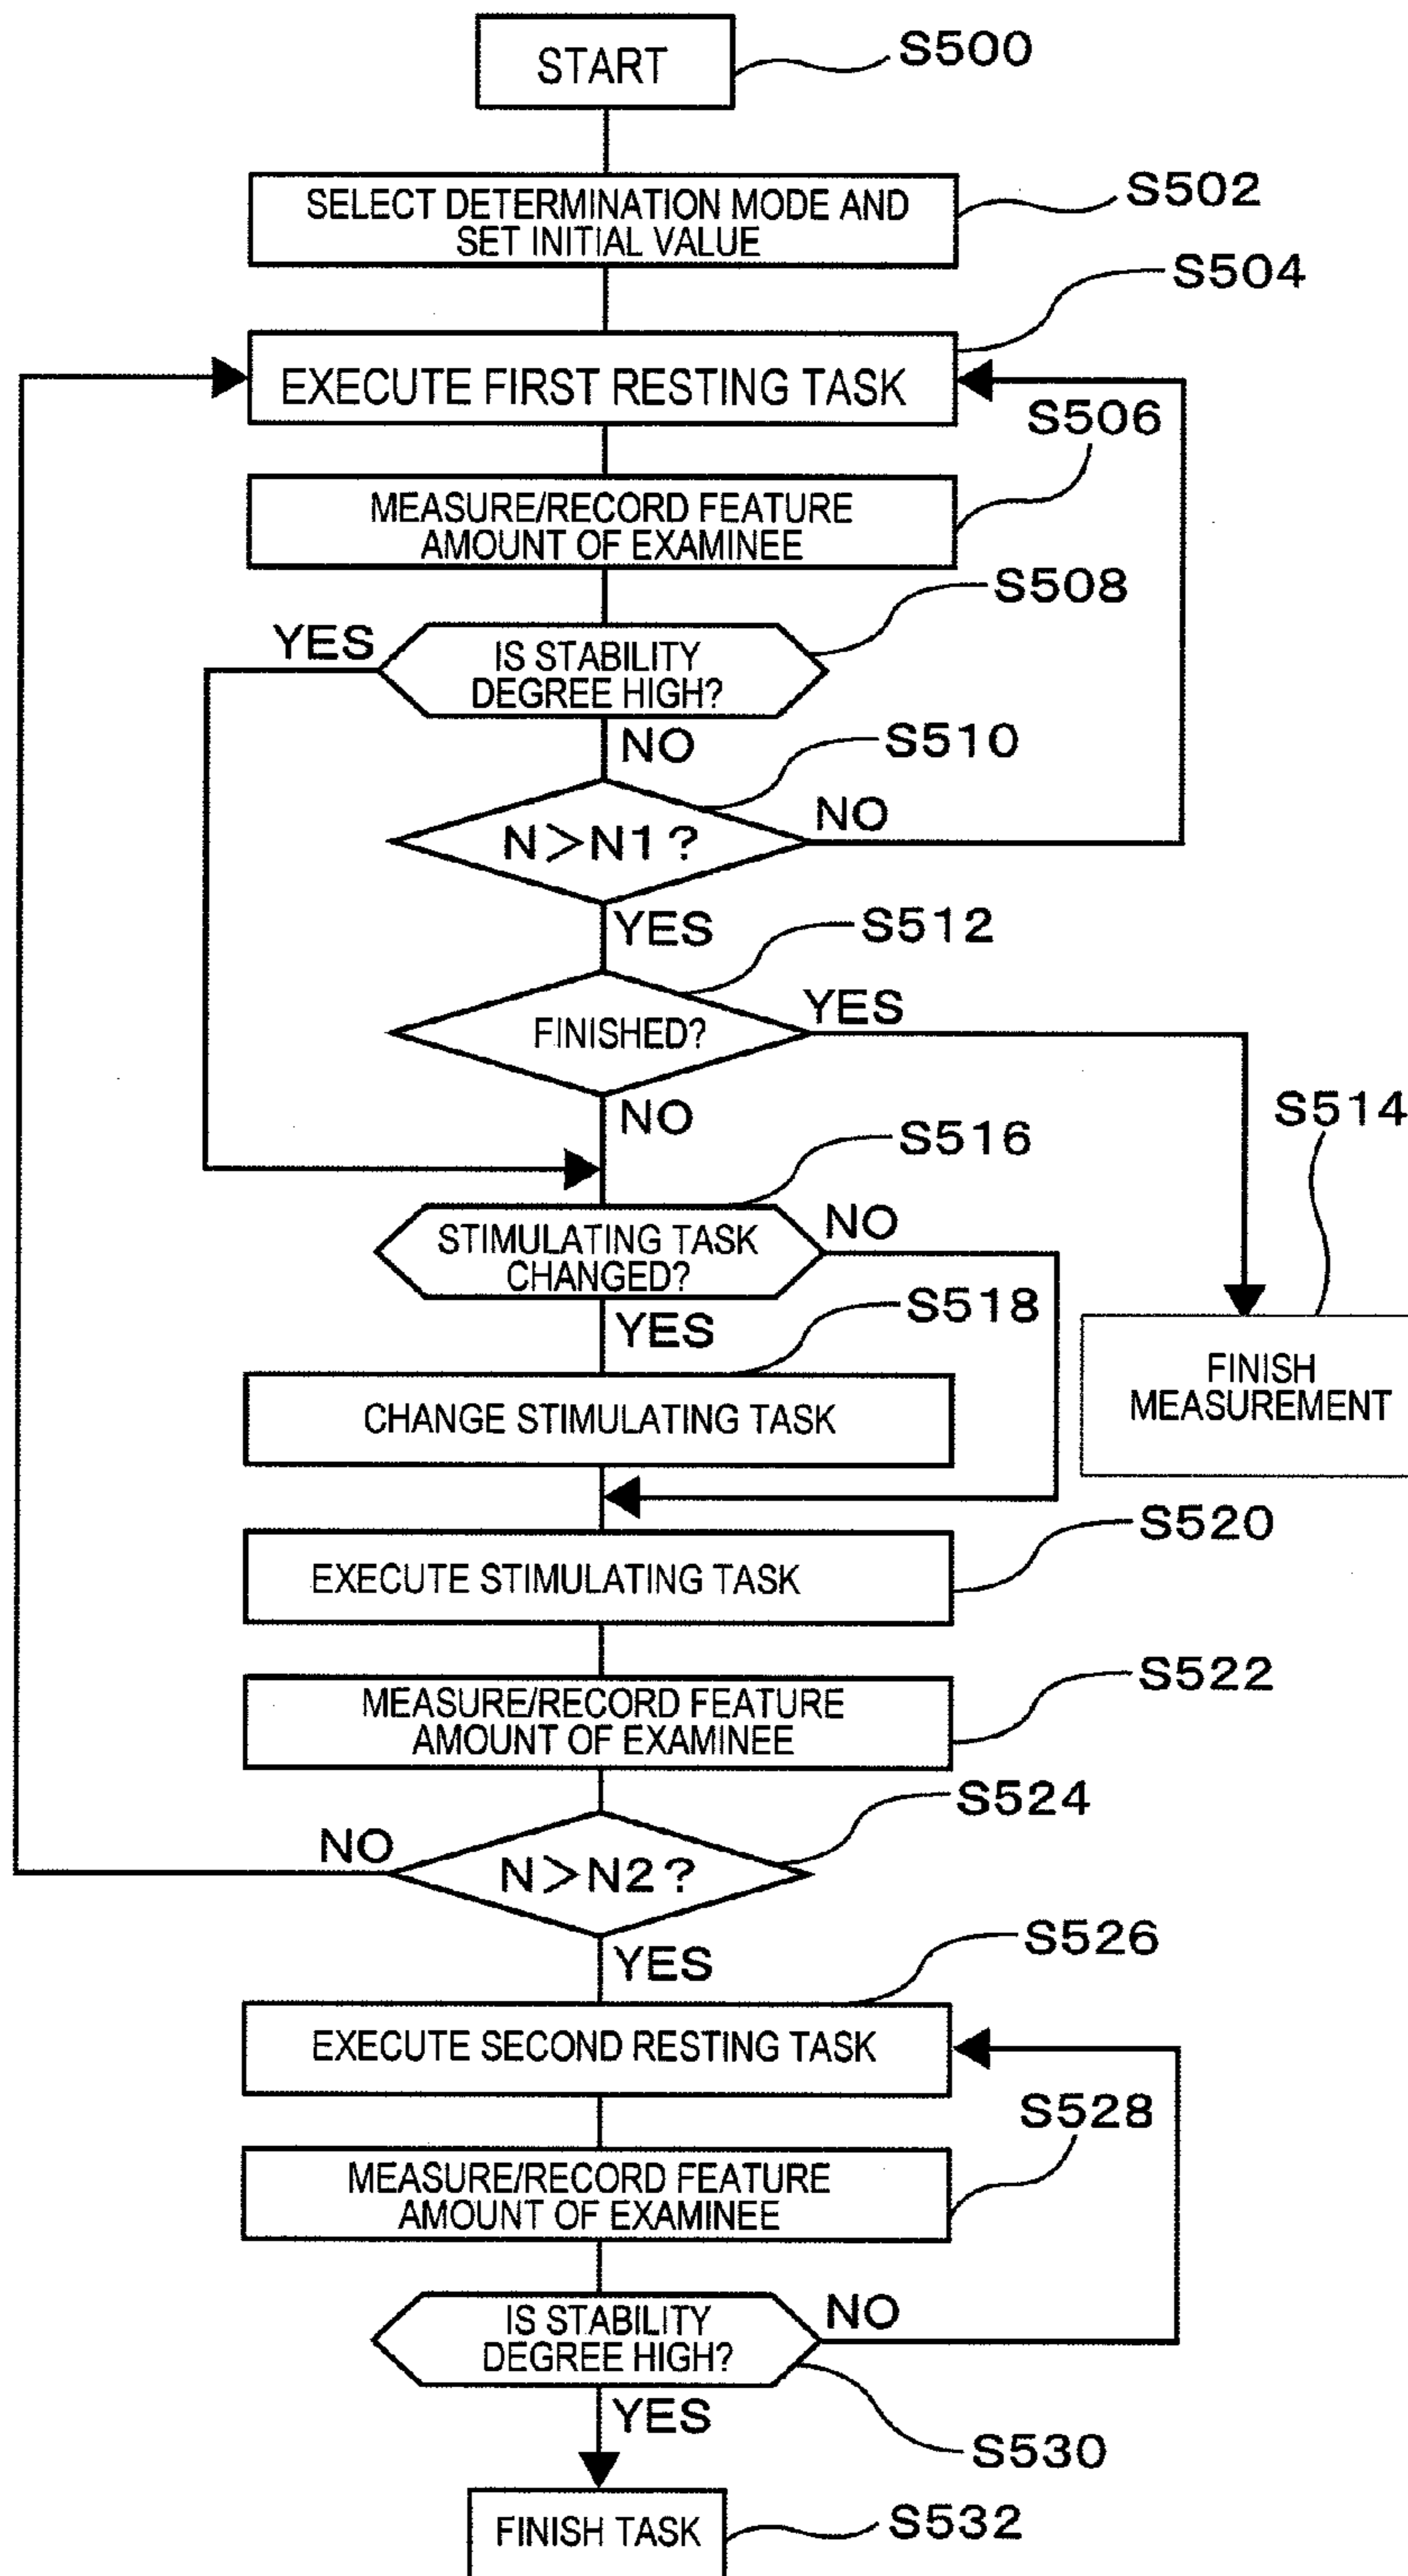 START
S500
SELECT DETERMINATION MODE AND
SET INITIAL VALUE
S502
S504
EXECUTE FIRST RESTING TASK
S506
MEASURE/RECORD FEATURE
AMOUNT OF EXAMINEE
S508
YES
IS STABILITY
DEGREE HIGH?
NO
S510
N>N1?
NO
YES
S512
FINISHED?
YES
NO
S514
S516
STIMULATING TASK
CHANGED?
NO
YES
S518
FINISH
MEASUREMENT
CHANGE STIMULATING TASK
S520
EXECUTE STIMULATING TASK
S522
MEASURE/RECORD FEATURE
AMOUNT OF EXAMINEE
S524
NO
N>N2?
YES
S526
EXECUTE SECOND RESTING TASK
S528
MEASURE/RECORD FEATURE
AMOUNT OF EXAMINEE
IS STABILITY
DEGREE HIGH?
NO
YES
S530
FINISH TASK
S532